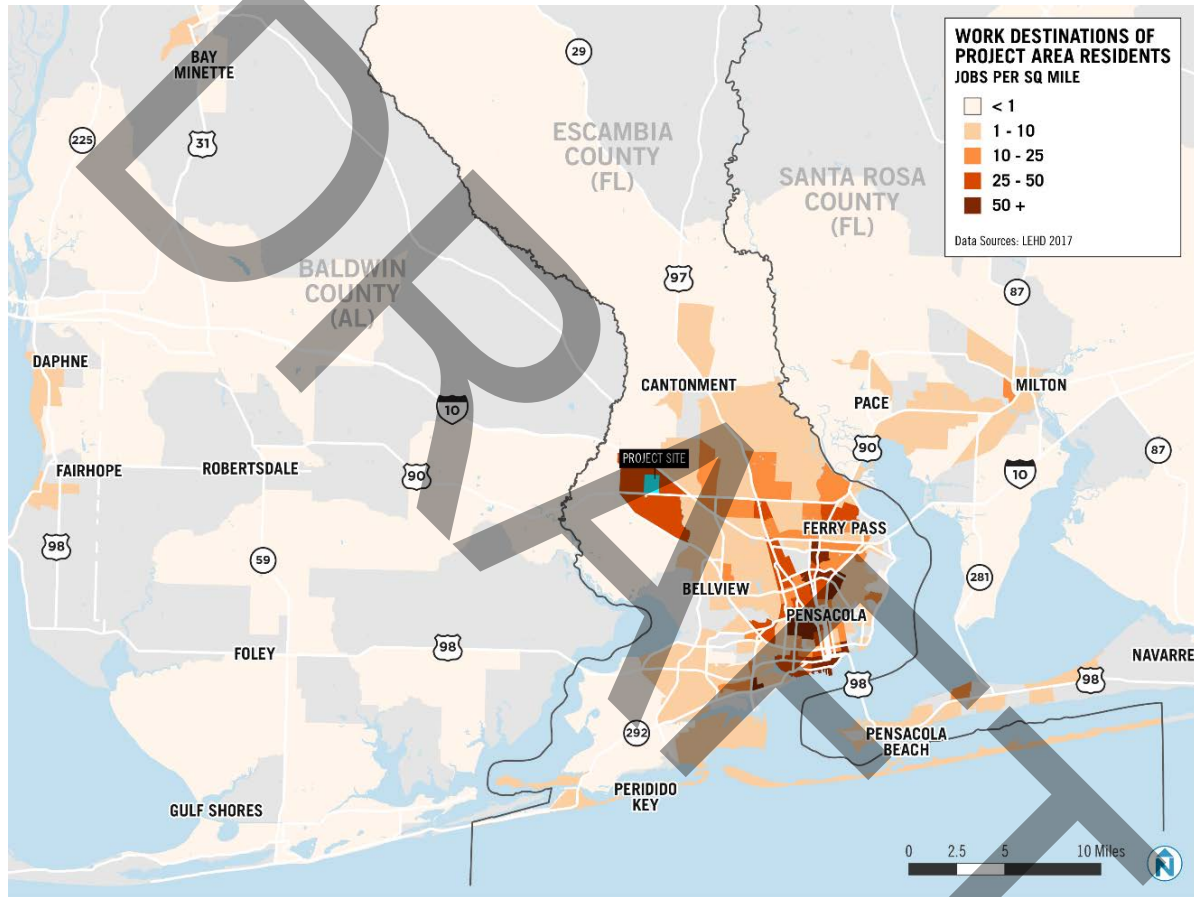 WORK DESTINATIONS OF
PROJECT AREA RESIDENTS
JOBS PER SQ MILE
< 1
1 - 10
10 - 25
25 - 50
50 +
Data Sources: LEHD 2017
BAY
MINETTE
29
225
31
ESCAMBIA
COUNTY
(FL)
SANTA ROSA
COUNTY
(FL)
BALDWIN
COUNTY
(AL)
97
87
DAPHNE
CANTONMENT
MILTON
PACE
10
90
87
PROJECT SITE
FAIRHOPE
ROBERTSDALE
90
10
FERRY PASS
98
59
BELLVIEW
281
PENSACOLA
98
FOLEY
NAVARRE
98
98
292
PENSACOLA
BEACH
PERIDIDO
KEY
GULF SHORES
0 2.5 5 10 Miles
N
DRAFT